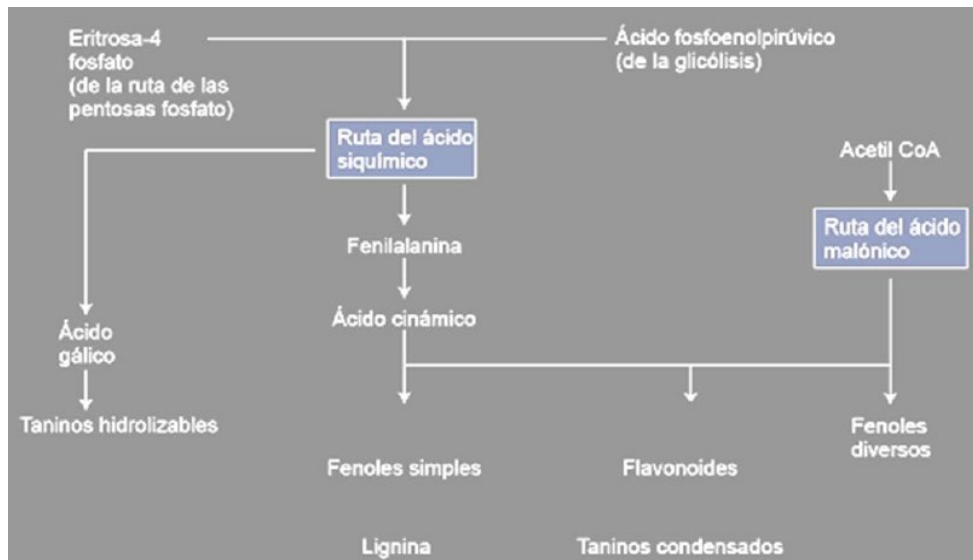 Eritrosa-4
fosfato
(de la ruta de las
pentosas fosfato)
Ácido fosfoenolpirúvico
(de la glicólisis)
Ruta del ácido
siquímico
Acetil CoA
Ruta del ácido
malónico
Fenilalanina
Ácido cinámico
Ácido
gálico
Taninos hidrolizables
Fenoles
diversos
Fenoles simples
Flavonoides
Lignina
Taninos condensados